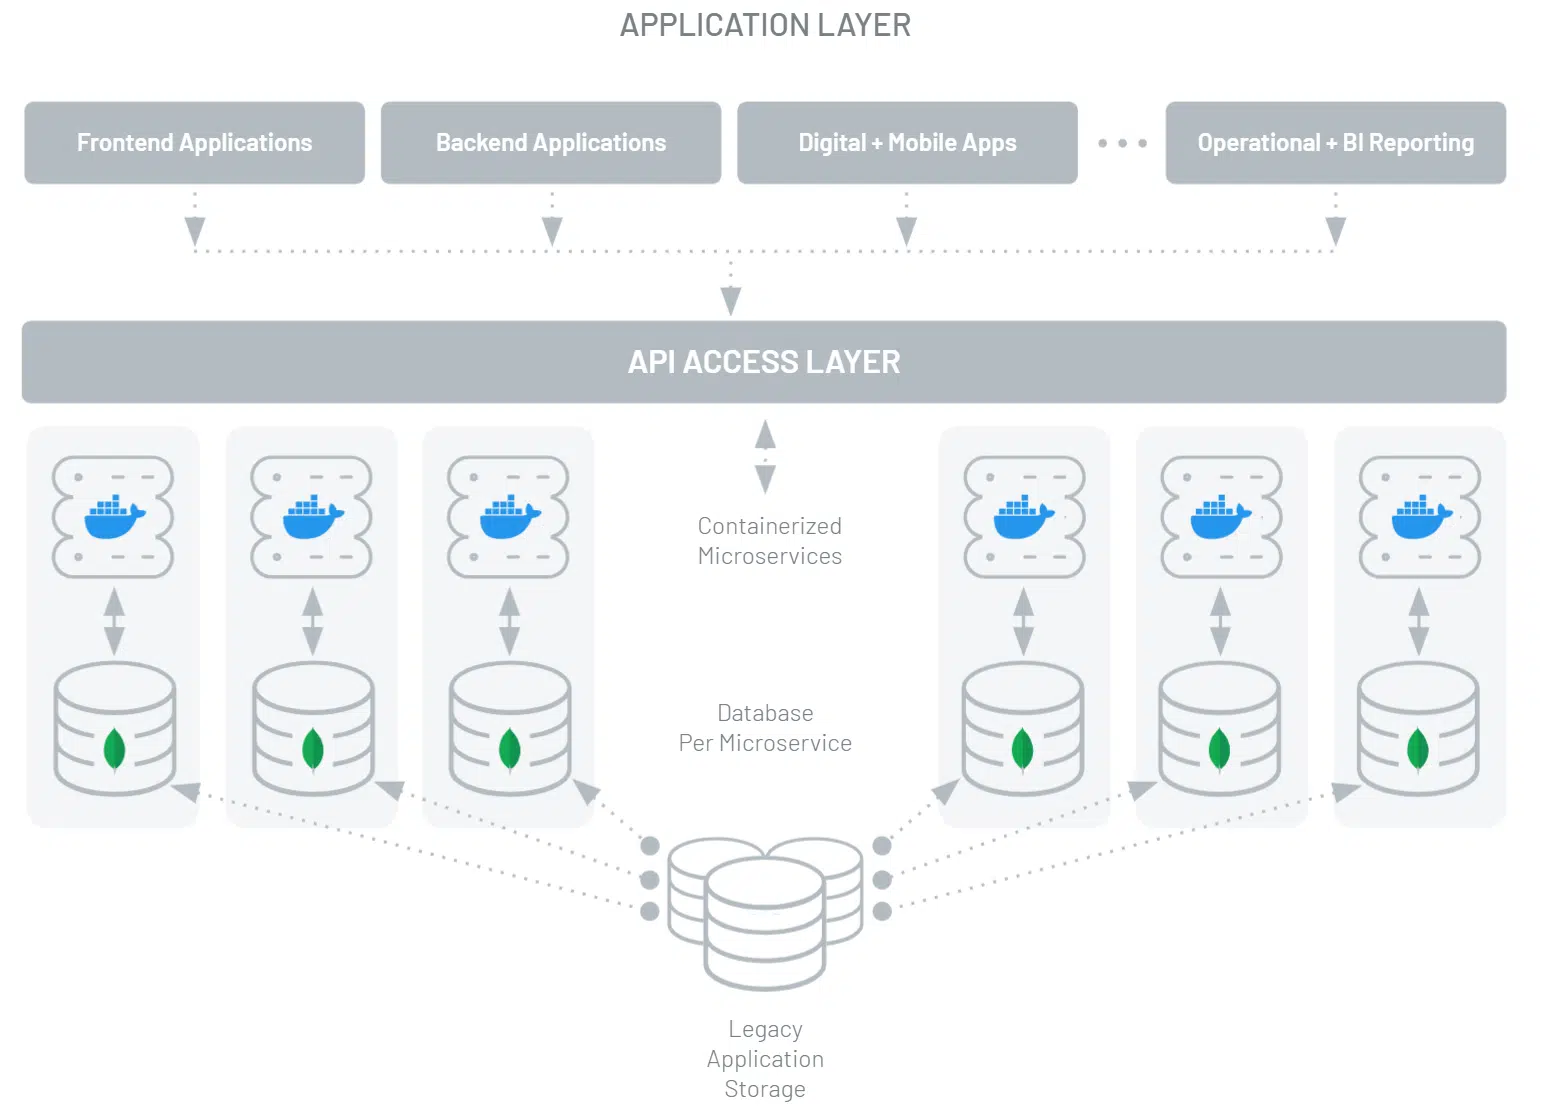 APPLICATION LAYER
Frontend Applications
Backend Applications
Digital + Mobile Apps
Operational + BI Reporting
API ACCESS LAYER
Containerized
Microservices
Database
Per Microservice
Legacy
Application
Storage